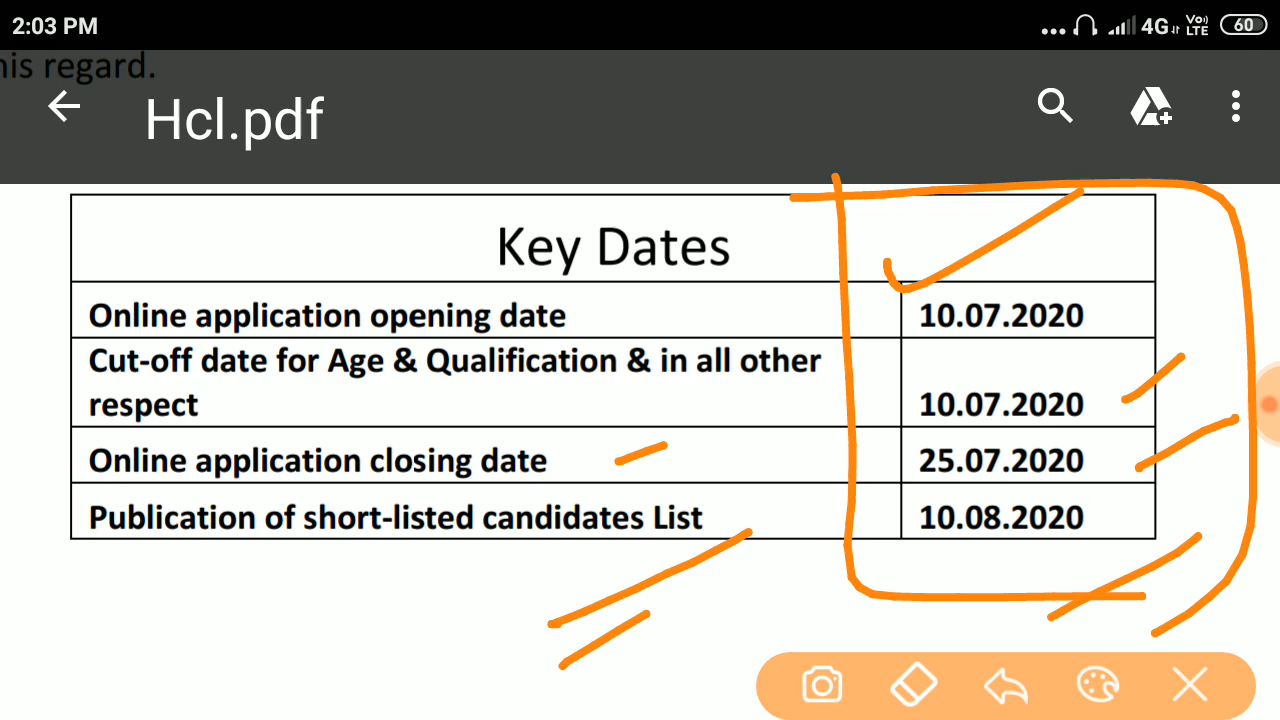 2:03 PM
4G Vo) LTE 60
his regard.
Hcl.pdf
Key Dates
Online application opening date 10.07.2020
Cut-off date for Age & Qualification & in all other
respect 10.07.2020
Online application closing date 25.07.2020
Publication of short-listed candidates List 10.08.2020